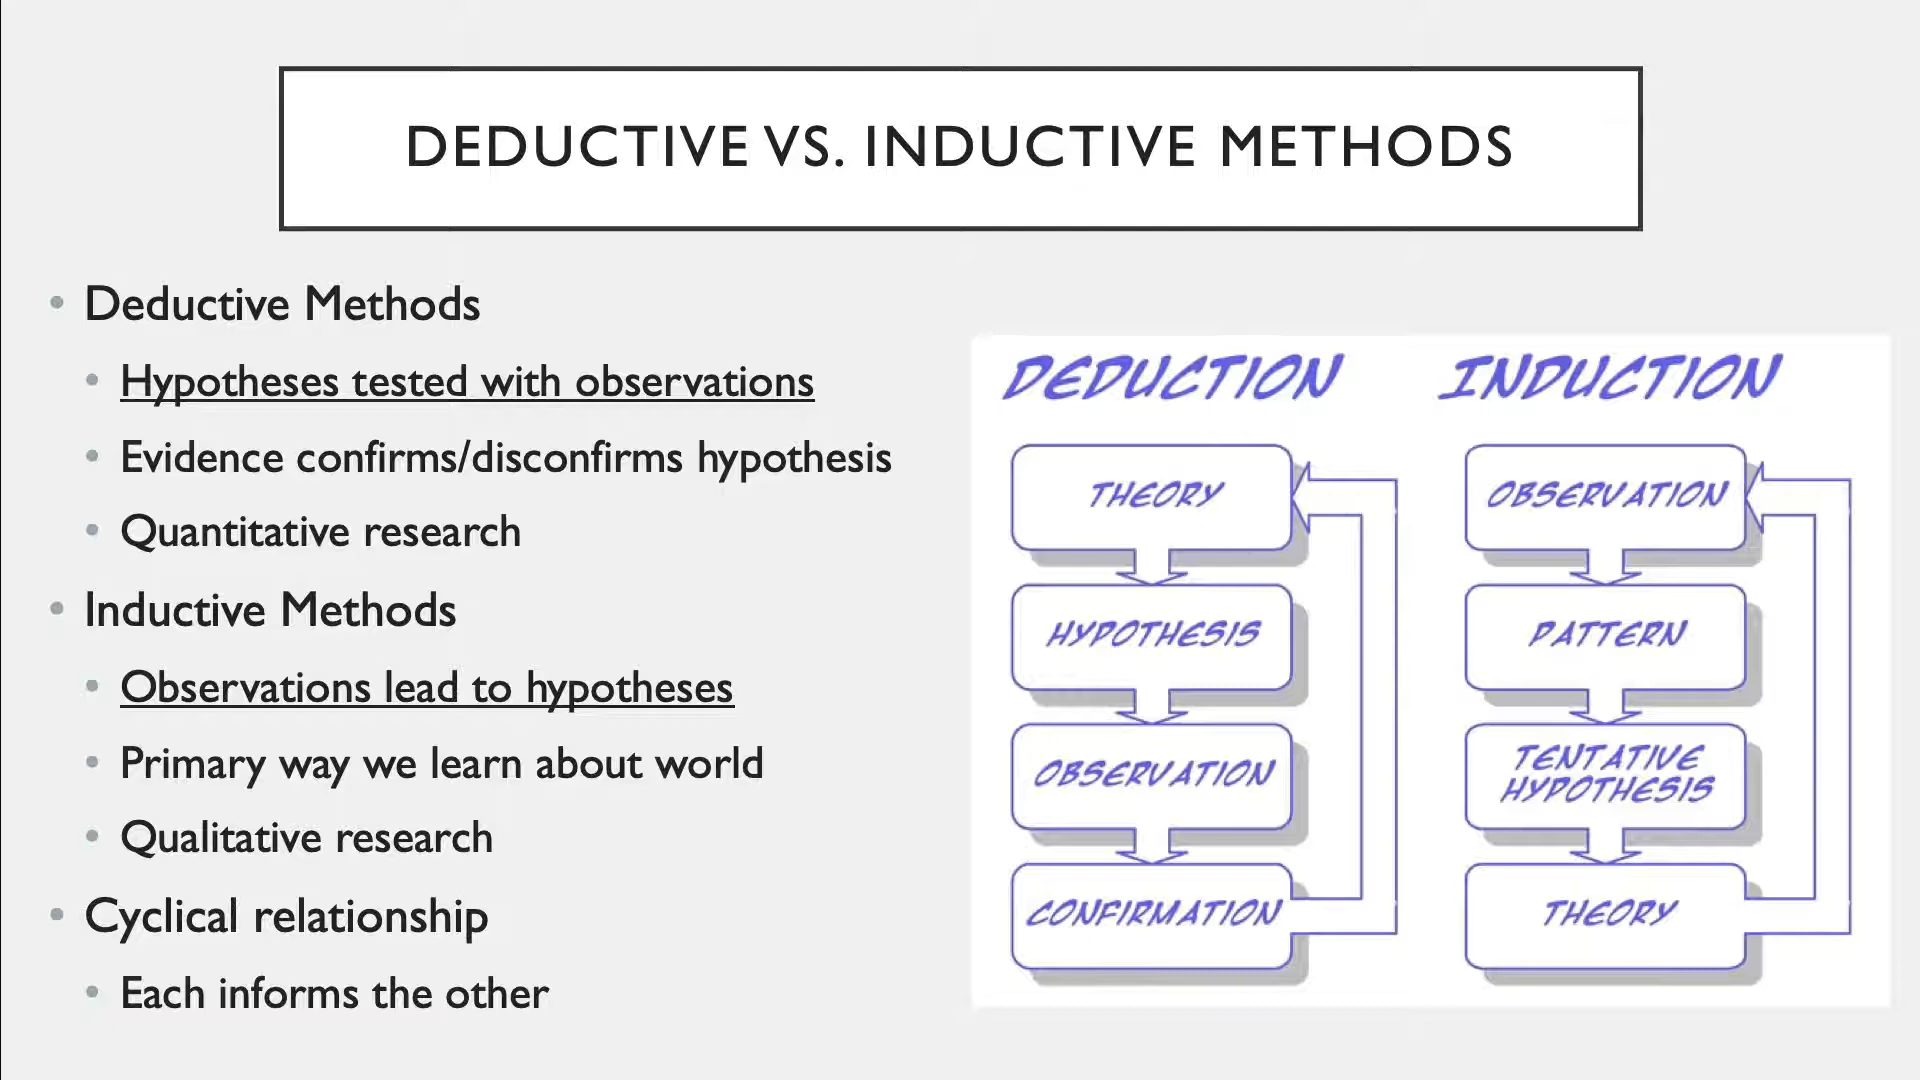 DEDUCTIVE VS. INDUCTIVE METHODS
• Deductive Methods
• Hypotheses tested with observations
• Evidence confirms/disconfirms hypothesis
• Quantitative research
• Inductive Methods
• Observations lead to hypotheses
• Primary way we learn about world
• Qualitative research
• Cyclical relationship
• Each informs the other
DEDUCTION
THEORY
HYPOTHESIS
OBSERVATION
CONFIRMATION
INDUCTION
OBSERVATION
PATTERN
TENTATIVE
HYPOTHESIS
THEORY